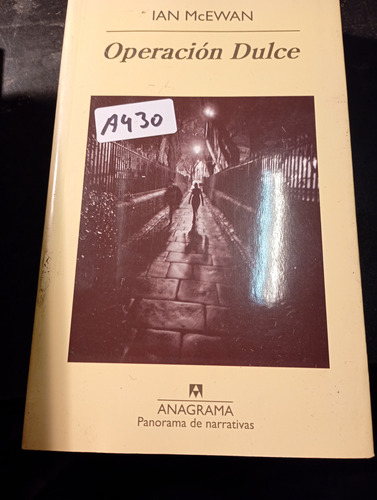 IAN McEWAN
Operación Dulce
A430
ANAGRAMA
Panorama de narrativas